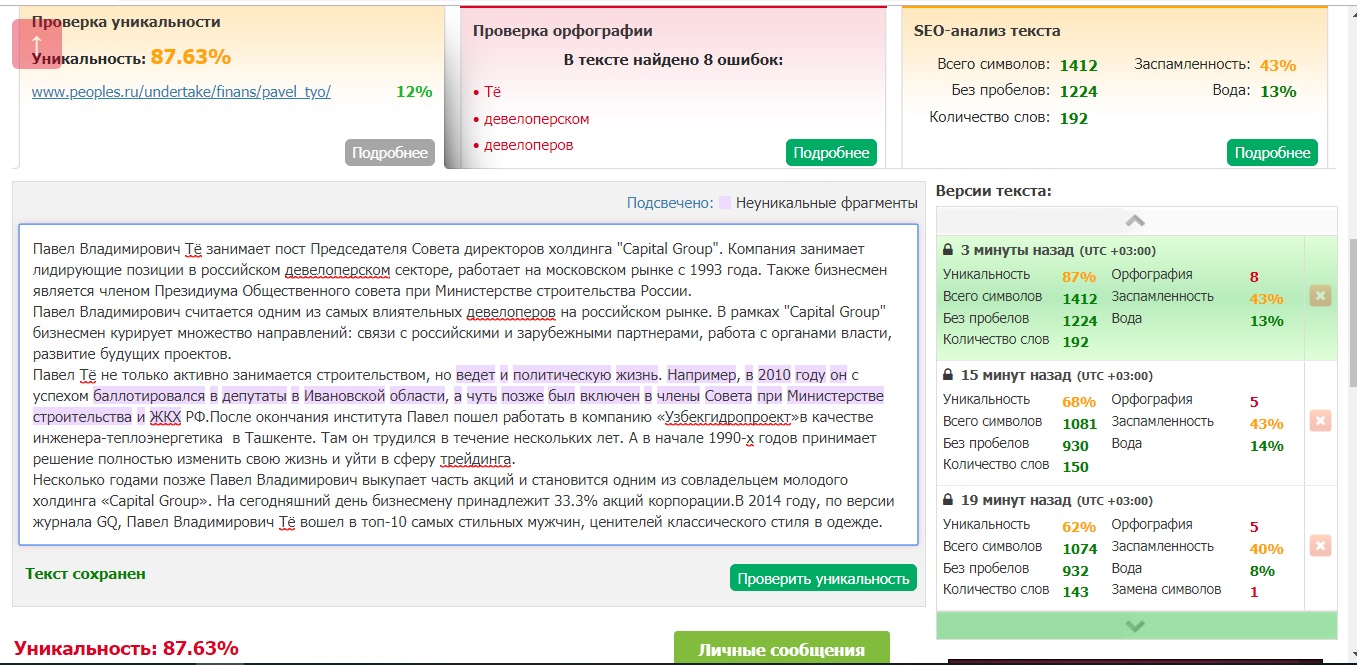 Проверка уникальности
↑
Уникальность: 87.63%
www.peoples.ru/undertake/finans/pavel_tyo/ 12%
Подробнее
Проверка орфографии
В тексте найдено 8 ошибок:
• Тё
• девелоперском
• девелоперов
Подробнее
SEO-анализ текста
Всего символов: 1412 Заспамленность: 43%
Без пробелов: 1224 Вода: 13%
Количество слов: 192
Подробнее
Подсвечено: Неуникальные фрагменты
Павел Владимирович Тё занимает пост Председателя Совета директоров холдинга "Capital Group". Компания занимает
лидирующие позиции в российском девелоперском секторе, работает на московском рынке с 1993 года. Также бизнесмен
является членом Президиума Общественного совета при Министерстве строительства России.
Павел Владимирович считается одним из самых влиятельных девелоперов на российском рынке. В рамках "Capital Group"
бизнесмен курирует множество направлений: связи с российскими и зарубежными партнерами, работа с органами власти,
развитие будущих проектов.
Павел Тё не только активно занимается строительством, но ведет и политическую жизнь. Например, в 2010 году он с
успехом баллотировался в депутаты в Ивановской области, а чуть позже был включен в члены Совета при Министерстве
строительства и ЖКХ РФ.После окончания института Павел пошел работать в компанию «Узбекгидропроект»в качестве
инженера-теплоэнергетика  в Ташкенте. Там он трудился в течение нескольких лет. А в начале 1990-х годов принимает
решение полностью изменить свою жизнь и уйти в сферу трейдинга.
Несколько годами позже Павел Владимирович выкупает часть акций и становится одним из совладельцем молодого
холдинга «Capital Group». На сегодняшний день бизнесмену принадлежит 33.3% акций корпорации.В 2014 году, по версии
журнала GQ, Павел Владимирович Тё вошел в топ-10 самых стильных мужчин, ценителей классического стиля в одежде.
Текст сохранен
Проверить уникальность
Уникальность: 87.63%
Личные сообщения
Версии текста:
3 минуты назад (UTC +03:00)
Уникальность 87% Орфография 8
Всего символов 1412 Заспамленность 43%
Без пробелов 1224 Вода 13%
Количество слов 192
15 минут назад (UTC +03:00)
Уникальность 68% Орфография 5
Всего символов 1081 Заспамленность 43%
Без пробелов 930 Вода 14%
Количество слов 150
19 минут назад (UTC +03:00)
Уникальность 62% Орфография 5
Всего символов 1074 Заспамленность 40%
Без пробелов 932 Вода 8%
Количество слов 143 Замена символов 1